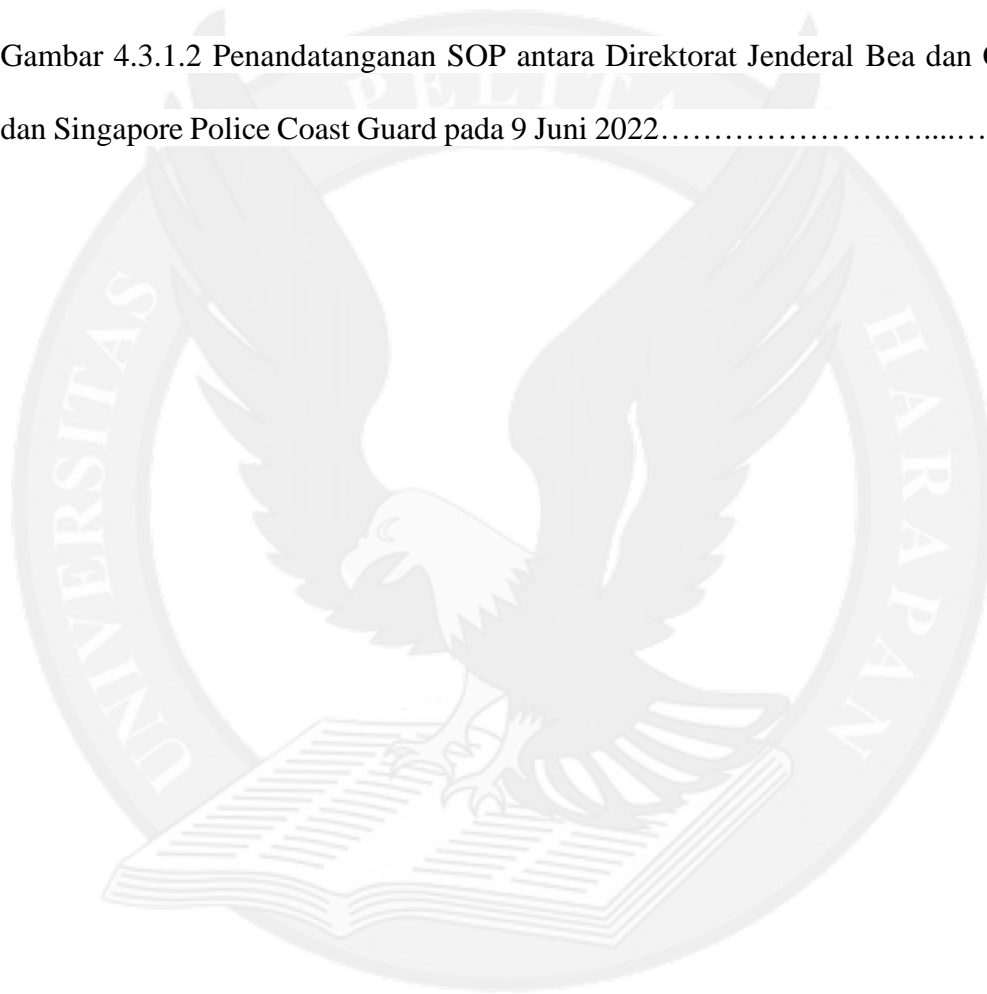 Gambar 4.3.1.2 Penandatanganan SOP antara Direktorat Jenderal Bea dan
dan Singapore Police Coast Guard pada 9 Juni 2022…………………….…....…
PELITA
UNIVERSITAS
HARAPAN